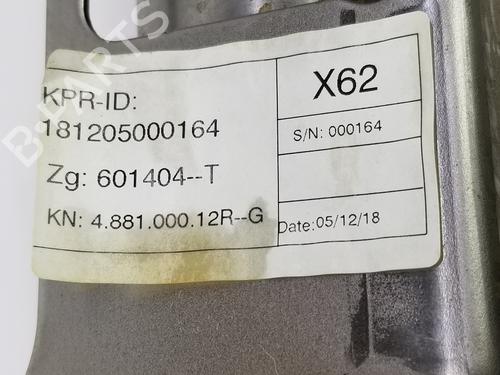 B-PARTS
KPR-ID:
181205000164
Zg: 601404--T
KN: 4.881.000.12R--G
X62
S/N: 000164
Date: 05/12/18